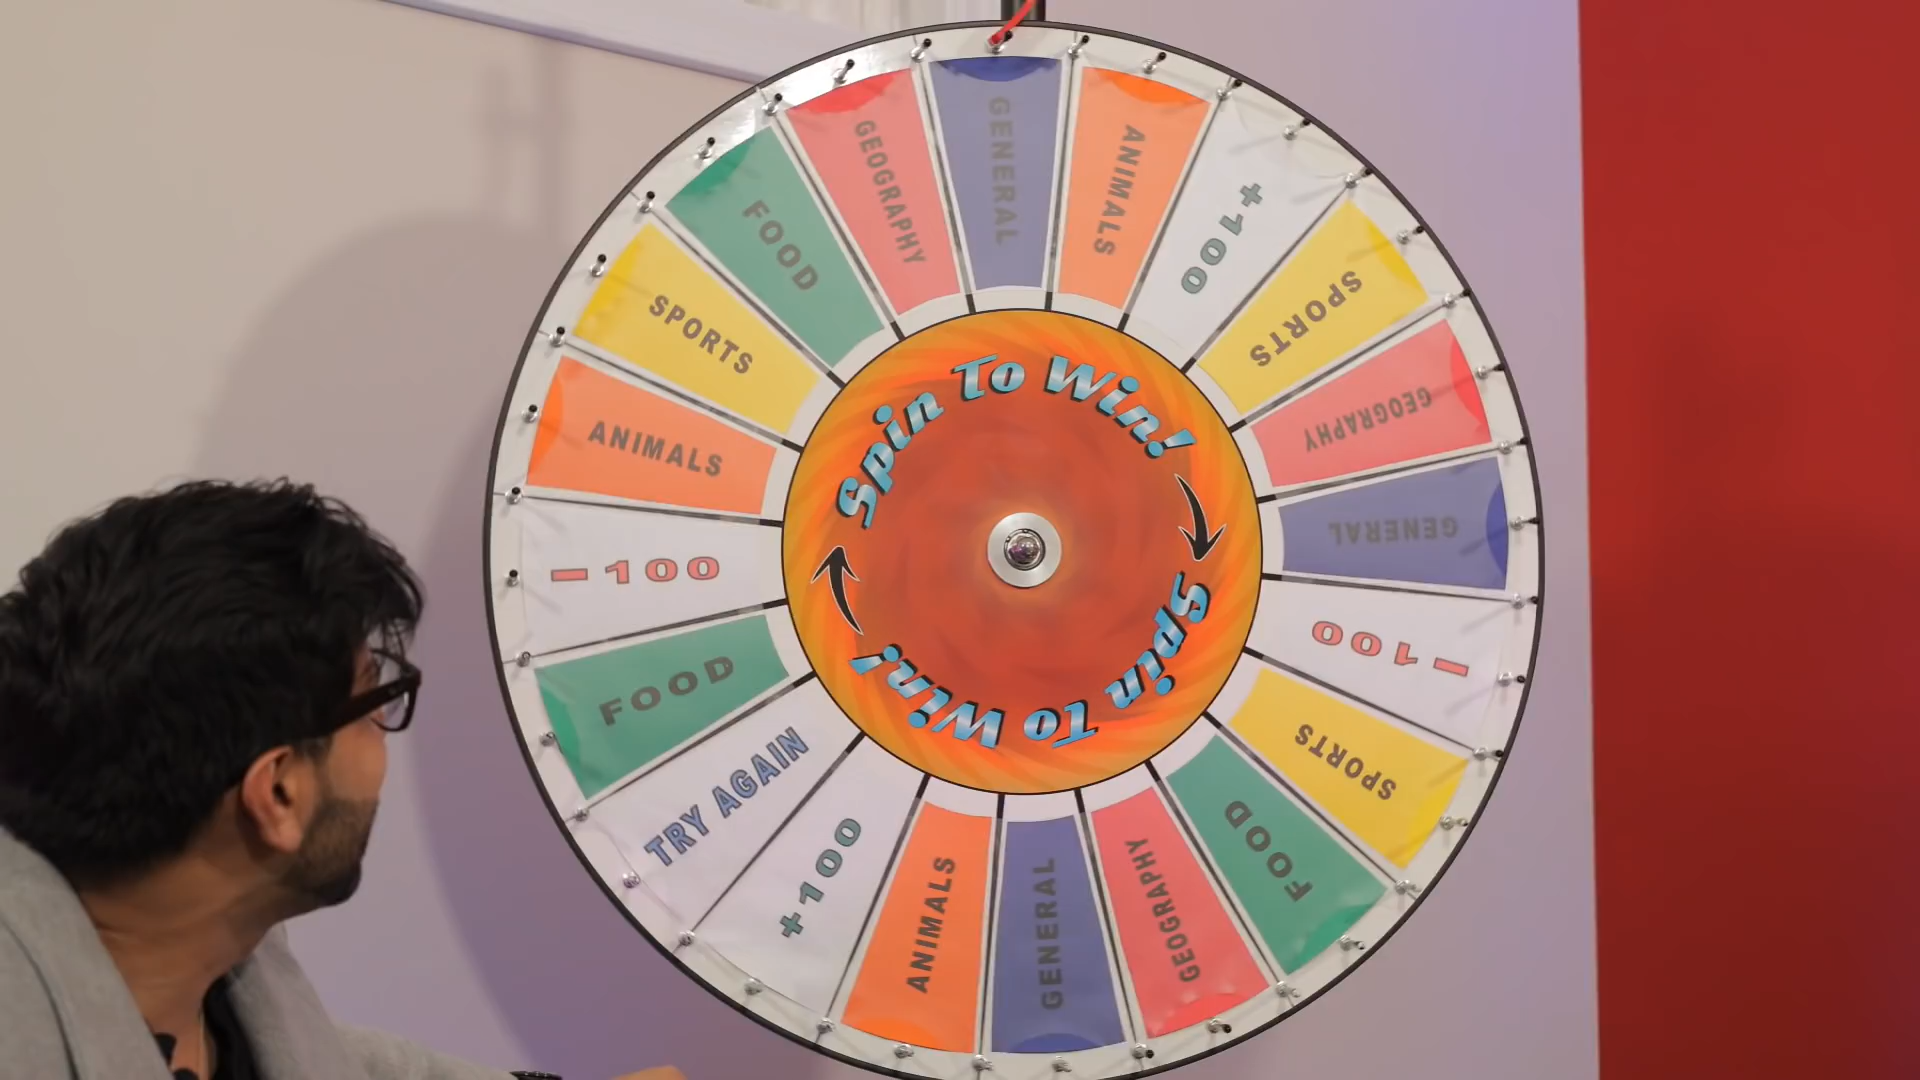 GENERAL
ANIMALS
+100
SPORTS
GEOGRAPHY
GENERAL
-100
SPORTS
FOOD
GEOGRAPHY
GENERAL
ANIMALS
+100
TRY AGAIN
FOOD
-100
ANIMALS
SPORTS
FOOD
GEOGRAPHY
Spin To Win!
Spin To Win!